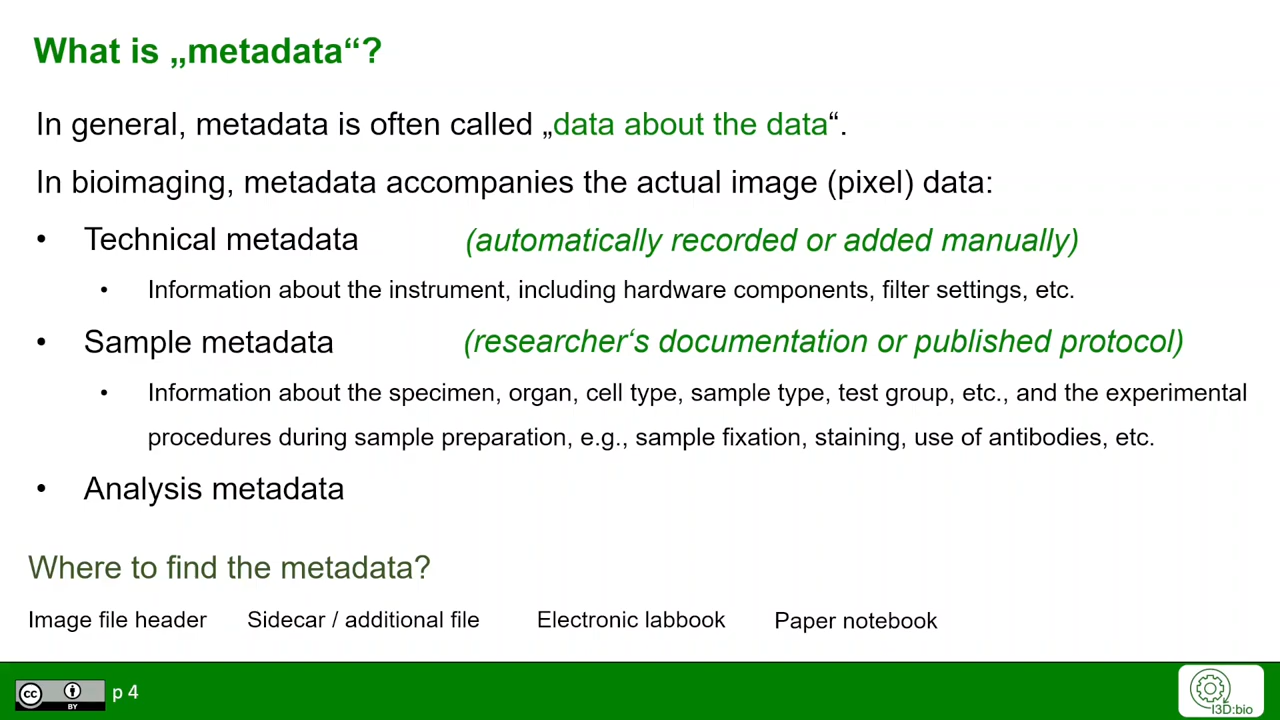 What is „metadata“?
In general, metadata is often called „data about the data“.
In bioimaging, metadata accompanies the actual image (pixel) data:
• Technical metadata (automatically recorded or added manually)
• Information about the instrument, including hardware components, filter settings, etc.
• Sample metadata (researcher‘s documentation or published protocol)
• Information about the specimen, organ, cell type, sample type, test group, etc., and the experimental
procedures during sample preparation, e.g., sample fixation, staining, use of antibodies, etc.
• Analysis metadata
Where to find the metadata?
Image file header Sidecar / additional file Electronic labbook Paper notebook
cc BY p 4 I3D:bio